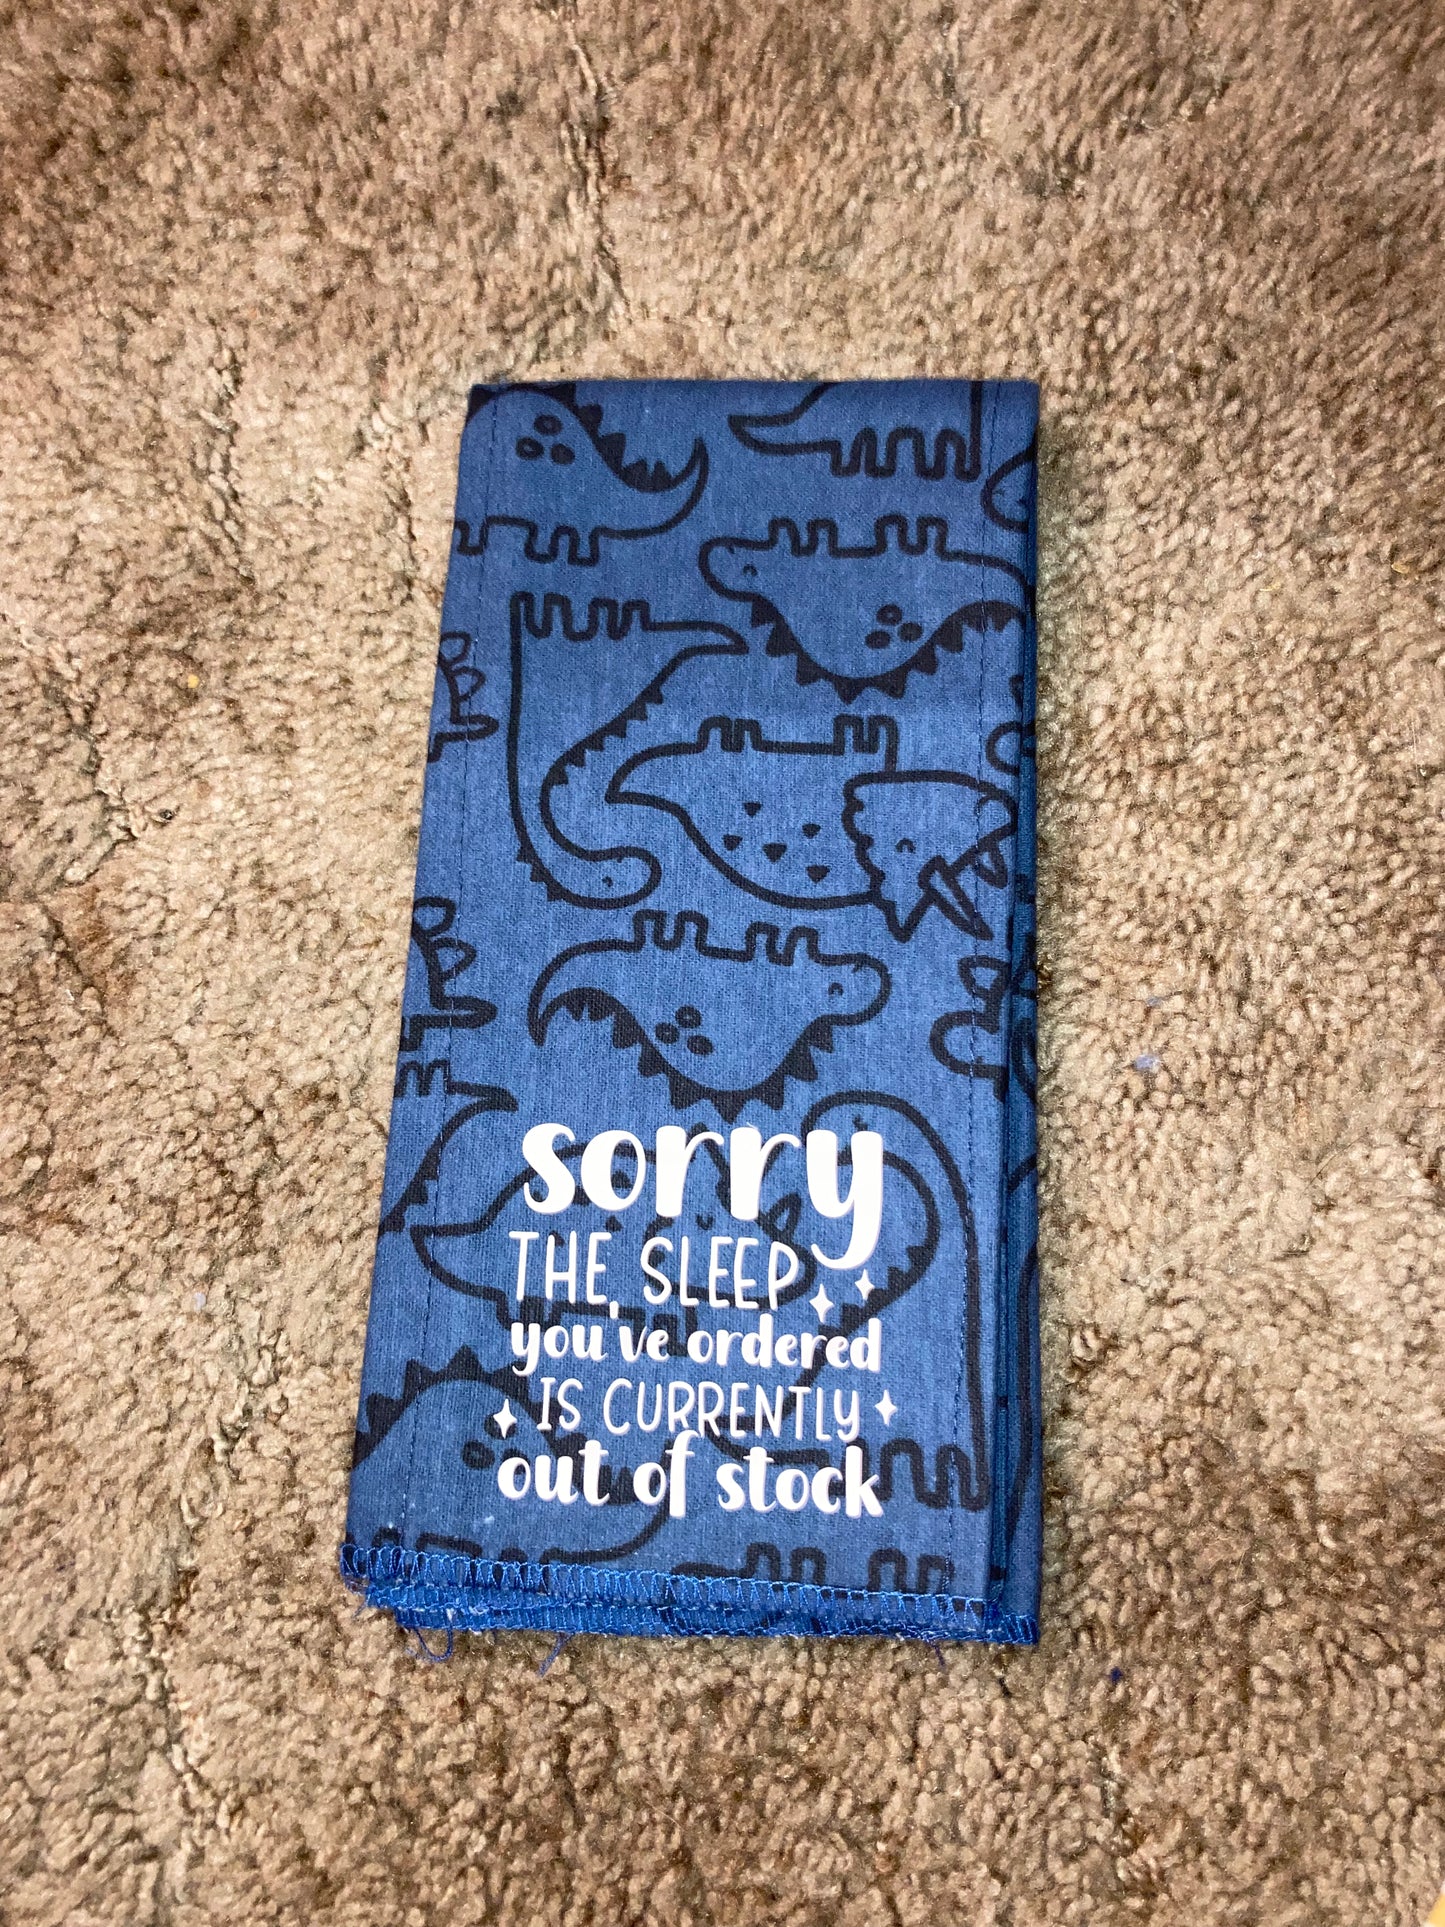 sorry
THE SLEEP
you've ordered
IS CURRENTLY
out of stock